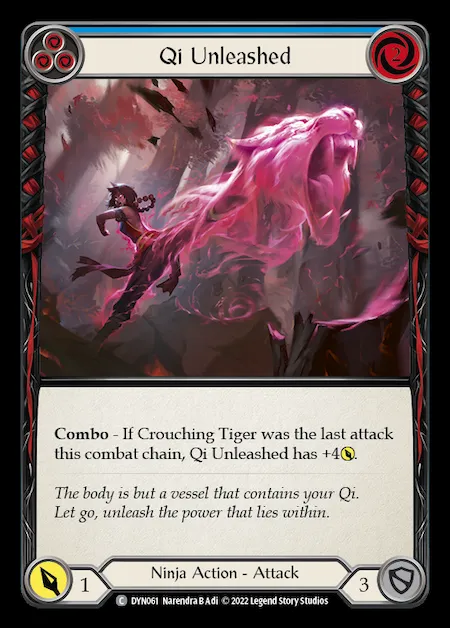 2
Qi Unleashed
Combo - If Crouching Tiger was the last attack
this combat chain, Qi Unleashed has +4.
The body is but a vessel that contains your Qi.
Let go, unleash the power that lies within.
1
Ninja Action - Attack
3
C DYN061 Narendra B Adi © 2022 Legend Story Studios